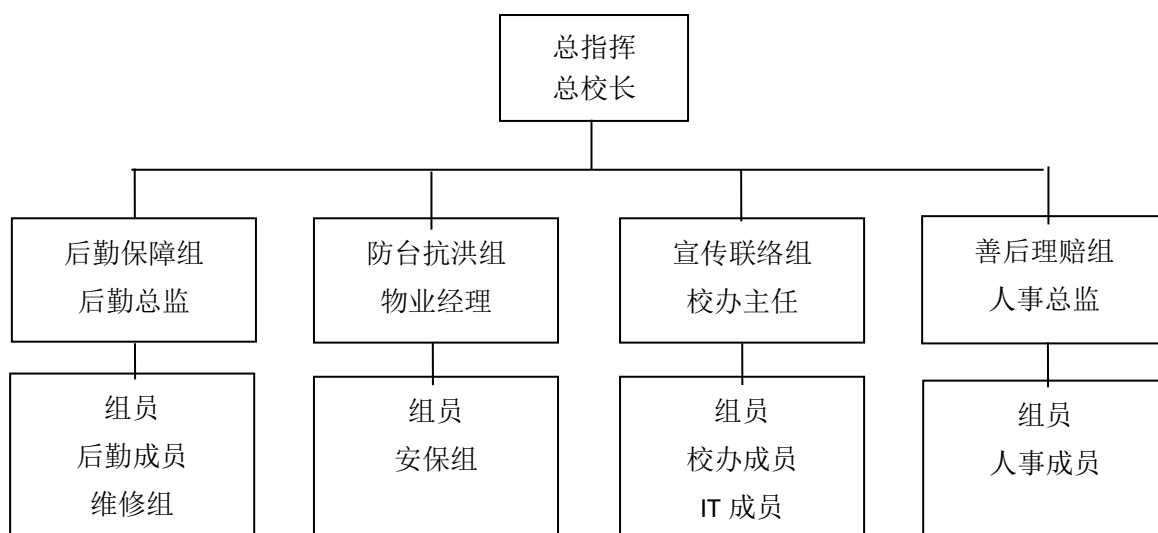 总指挥
总校长
后勤保障组
后勤总监
防台抗洪组
物业经理
宣传联络组
校办主任
善后理赔组
人事总监
组员
后勤成员
维修组
组员
安保组
组员
校办成员
IT 成员
组员
人事成员